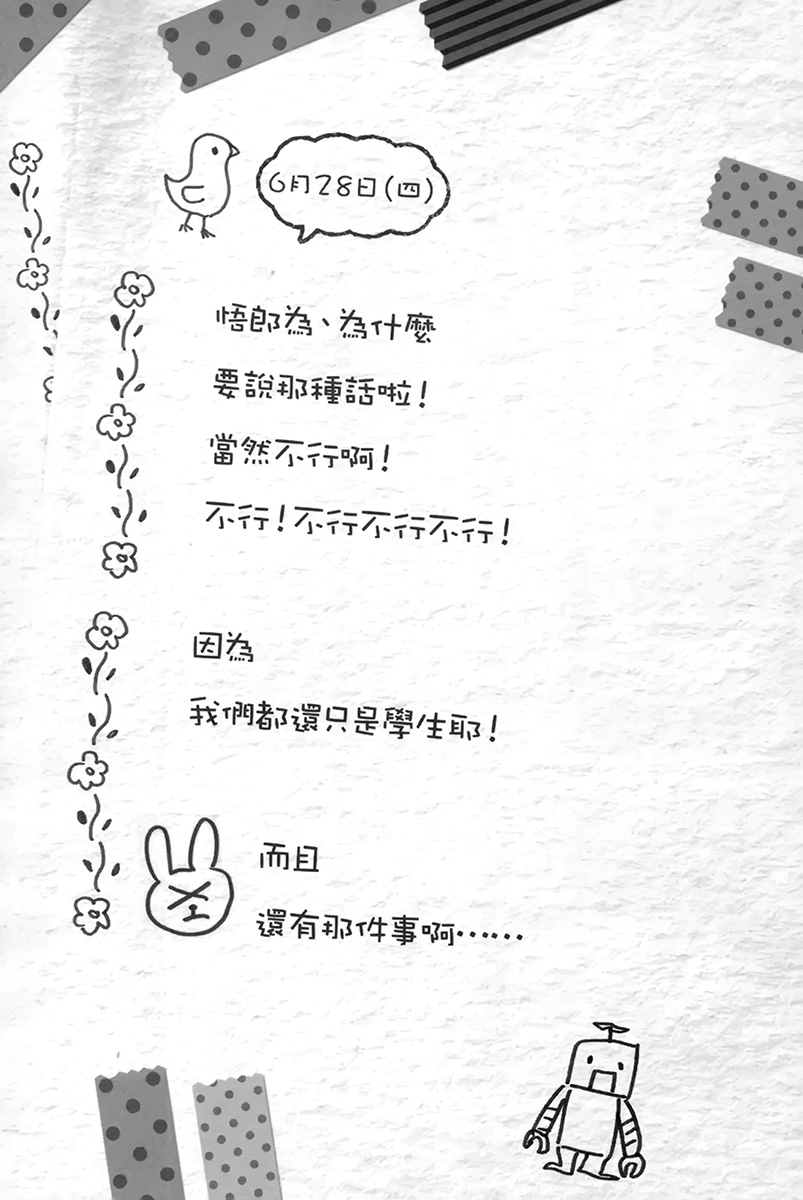 6月28日(四)
悟郎為、為什麼
要說那種話啦！
當然不行啊！
不行！不行不行不行！
因為
我們都還只是學生耶！
而且
還有那件事啊⋯⋯